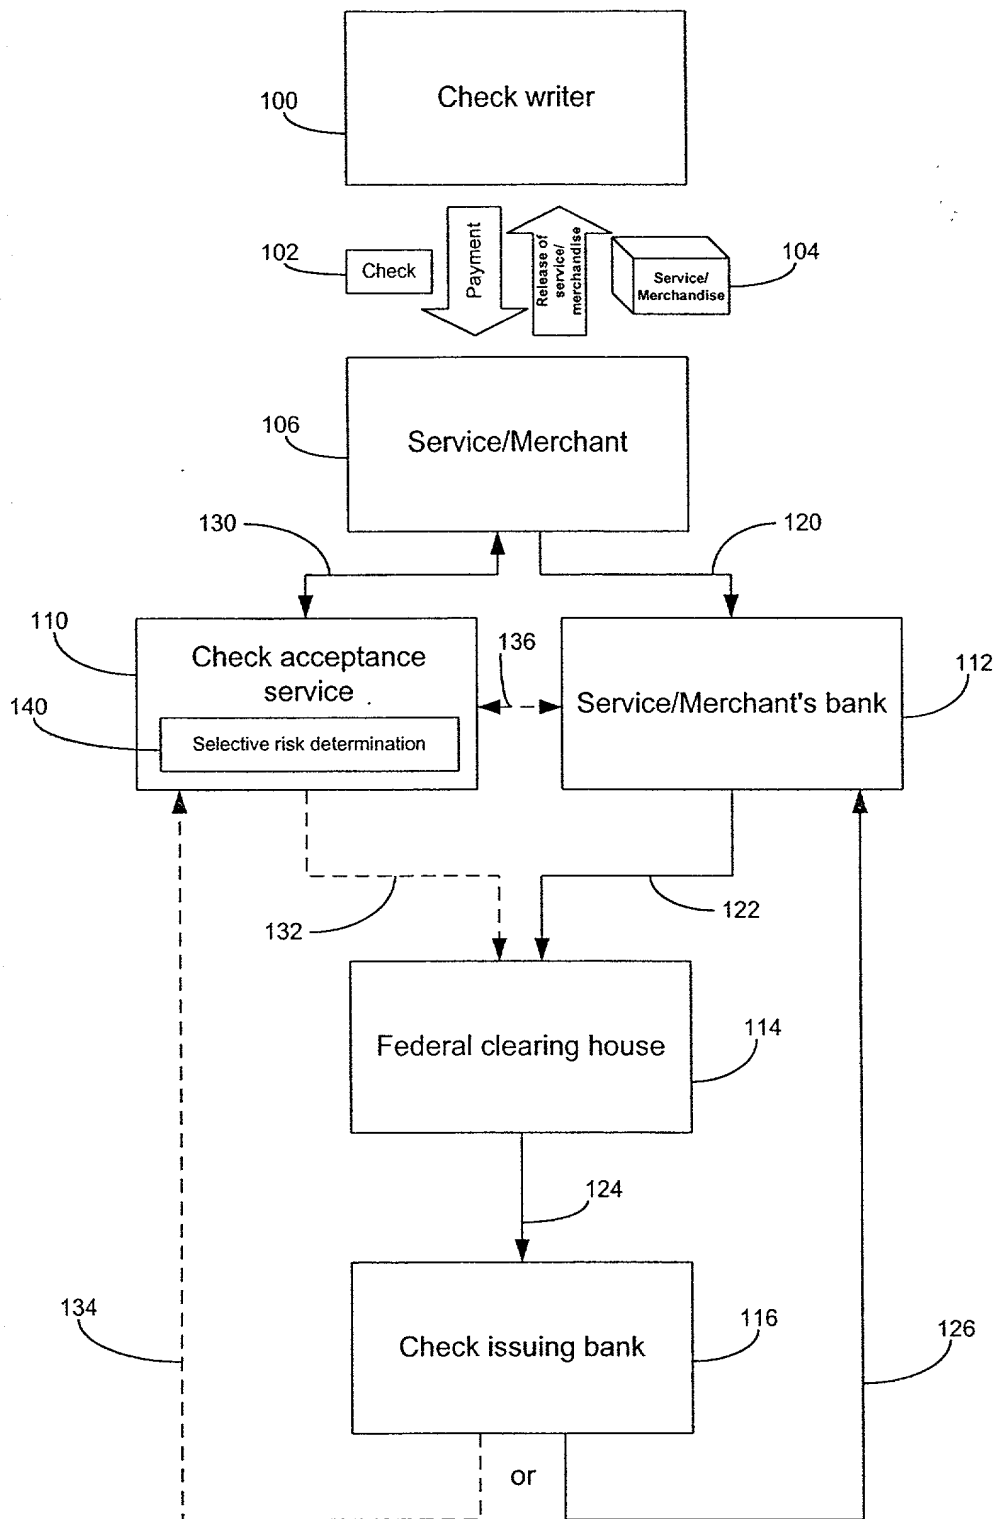 Check writer
100
102
Check
Payment
Release of
service/
merchandise
Service/
Merchandise
104
106
Service/Merchant
130
120
110
Check acceptance
service
136
Service/Merchant's bank
112
140
Selective risk determination
132
122
Federal clearing house
114
124
134
Check issuing bank
116
126
or